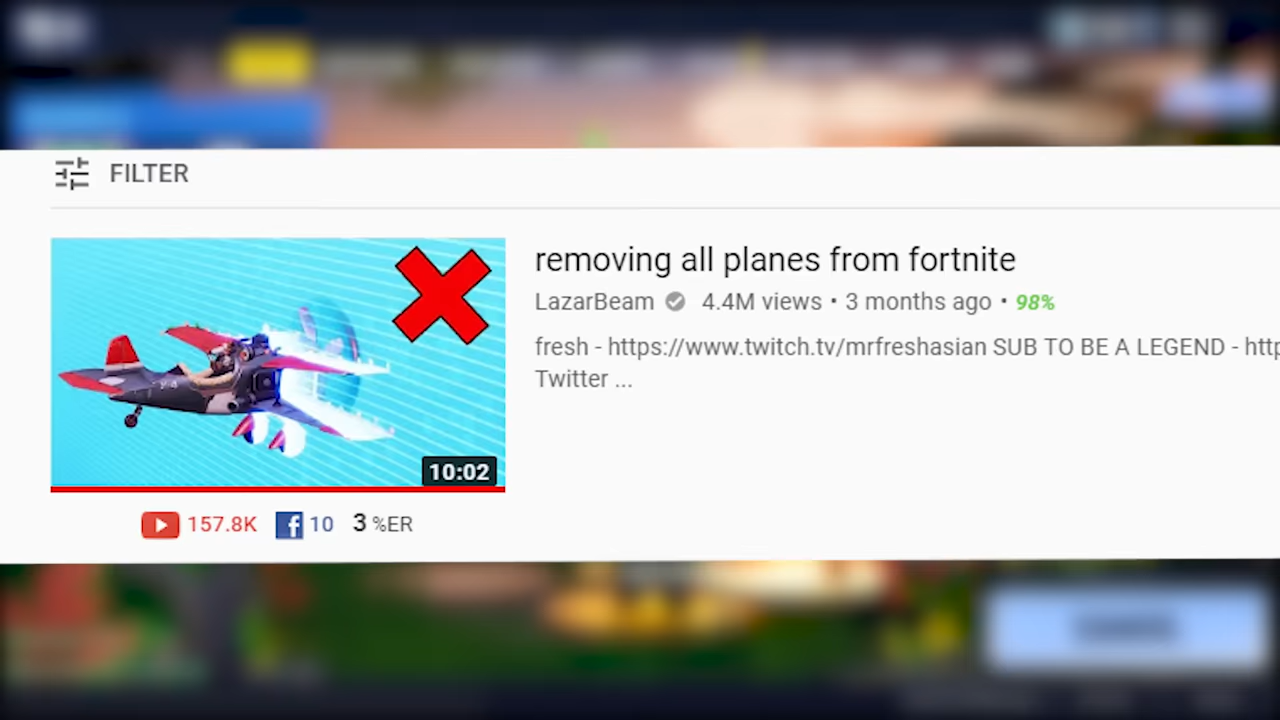 FILTER
removing all planes from fortnite
LazarBeam 4.4M views • 3 months ago • 98%
fresh - https://www.twitch.tv/mrfreshasian SUB TO BE A LEGEND - http
Twitter ...
10:02
157.8K 10 3 %ER